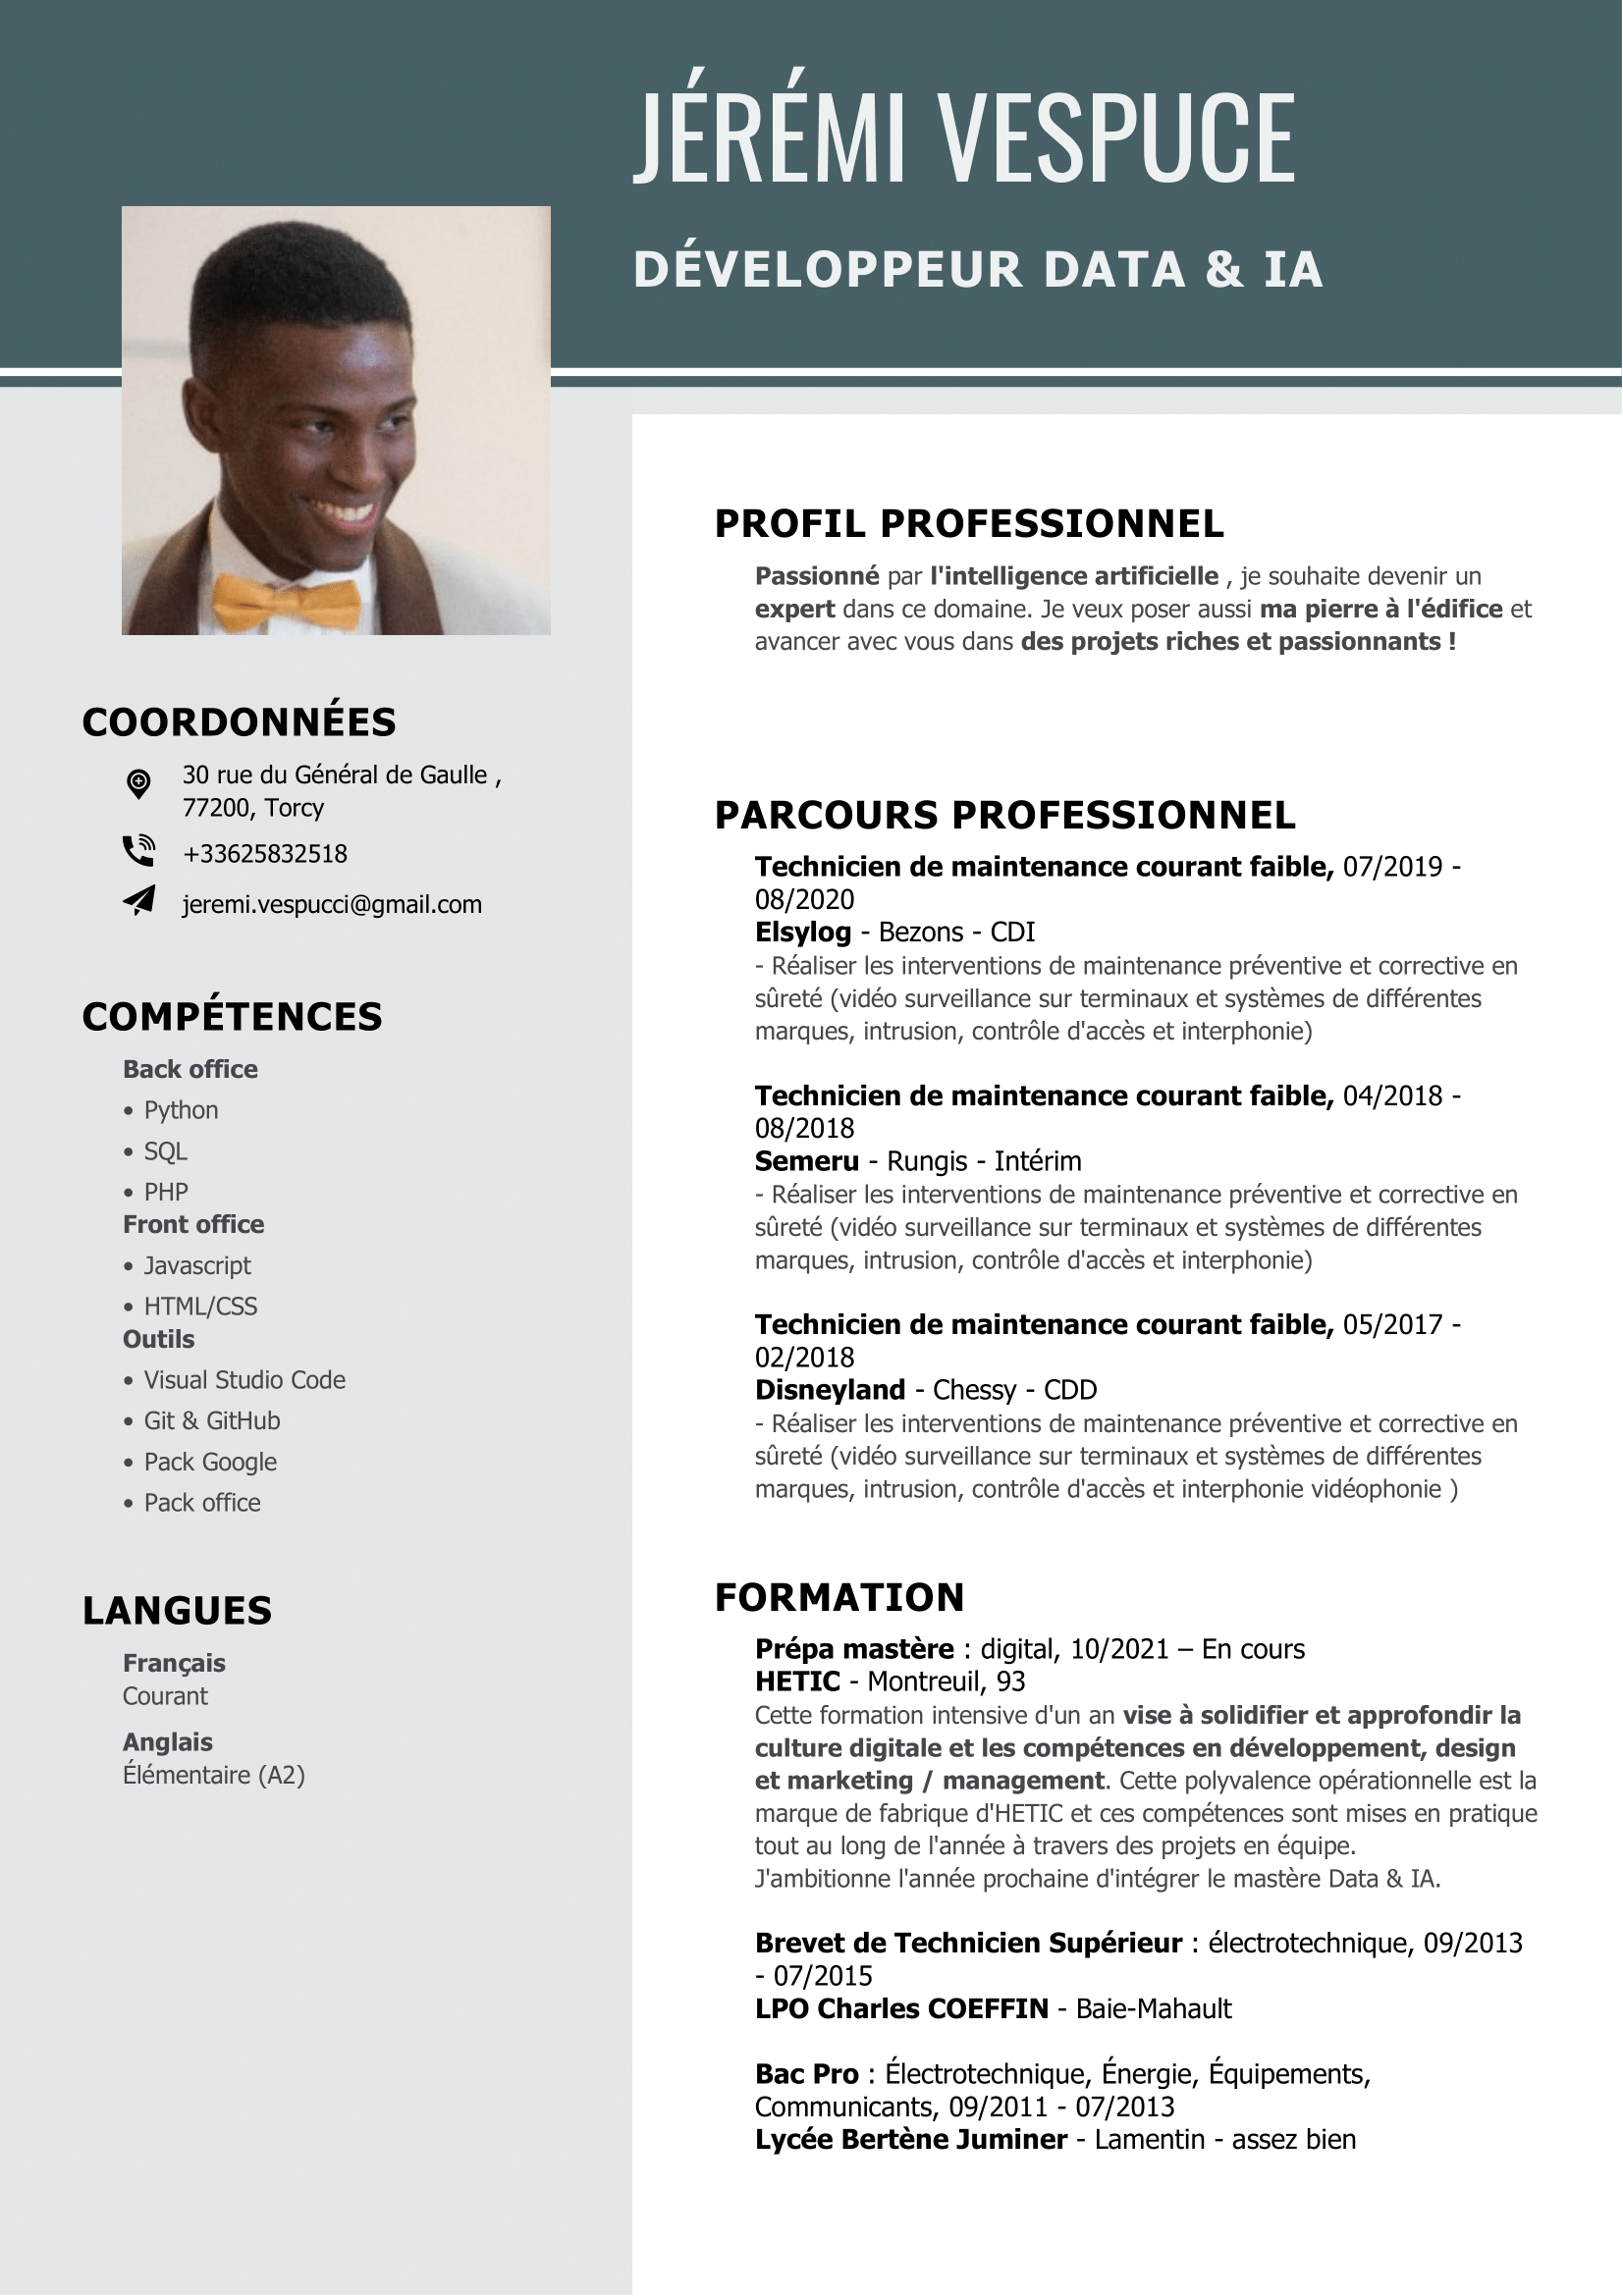 JÉRÉMI VESPUCE
DÉVELOPPEUR DATA & IA
COORDONNÉES
30 rue du Général de Gaulle ,
77200, Torcy
+33625832518
jeremi.vespucci@gmail.com
COMPÉTENCES
Back office
• Python
• SQL
• PHP
Front office
• Javascript
• HTML/CSS
Outils
• Visual Studio Code
• Git & GitHub
• Pack Google
• Pack office
LANGUES
Français
Courant
Anglais
Élémentaire (A2)
PROFIL PROFESSIONNEL
Passionné par l'intelligence artificielle , je souhaite devenir un
expert dans ce domaine. Je veux poser aussi ma pierre à l'édifice et
avancer avec vous dans des projets riches et passionnants !
PARCOURS PROFESSIONNEL
Technicien de maintenance courant faible, 07/2019 -
08/2020
Elsylog - Bezons - CDI
- Réaliser les interventions de maintenance préventive et corrective en
sûreté (vidéo surveillance sur terminaux et systèmes de différentes
marques, intrusion, contrôle d'accès et interphonie)
Technicien de maintenance courant faible, 04/2018 -
08/2018
Semeru - Rungis - Intérim
- Réaliser les interventions de maintenance préventive et corrective en
sûreté (vidéo surveillance sur terminaux et systèmes de différentes
marques, intrusion, contrôle d'accès et interphonie)
Technicien de maintenance courant faible, 05/2017 -
02/2018
Disneyland - Chessy - CDD
- Réaliser les interventions de maintenance préventive et corrective en
sûreté (vidéo surveillance sur terminaux et systèmes de différentes
marques, intrusion, contrôle d'accès et interphonie vidéophonie )
FORMATION
Prépa mastère : digital, 10/2021 – En cours
HETIC - Montreuil, 93
Cette formation intensive d'un an vise à solidifier et approfondir la
culture digitale et les compétences en développement, design
et marketing / management. Cette polyvalence opérationnelle est la
marque de fabrique d'HETIC et ces compétences sont mises en pratique
tout au long de l'année à travers des projets en équipe.
J'ambitionne l'année prochaine d'intégrer le mastère Data & IA.
Brevet de Technicien Supérieur : électrotechnique, 09/2013
- 07/2015
LPO Charles COEFFIN - Baie-Mahault
Bac Pro : Électrotechnique, Énergie, Équipements,
Communicants, 09/2011 - 07/2013
Lycée Bertène Juminer - Lamentin - assez bien